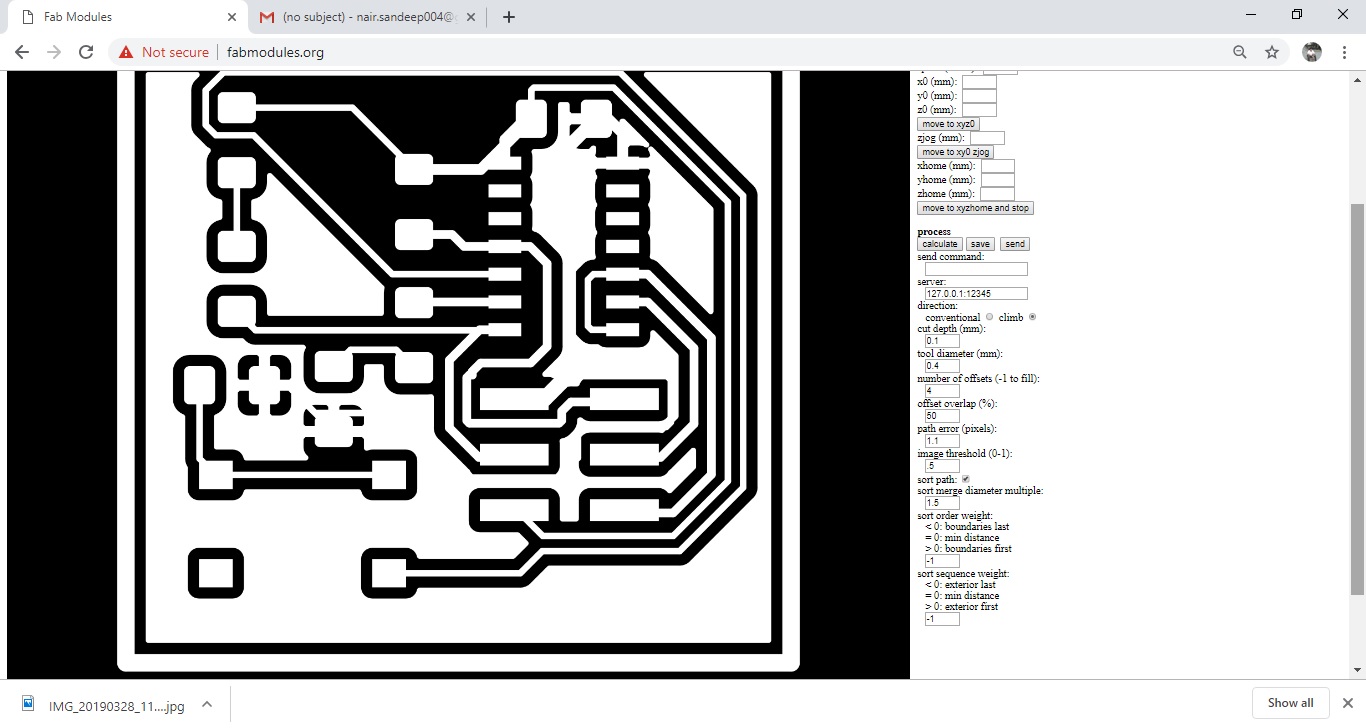 Fab Modules
(no subject) - nair.sandeep004@
Not secure
fabmodules.org
x0 (mm):
y0 (mm):
z0 (mm):
move to xyz0
zjog (mm):
move to xy0 zjog
xhome (mm):
yhome (mm):
zhome (mm):
move to xyzhome and stop
process
calculate save send
send command:
server:
127.0.0.1:12345
direction:
conventional climb
cut depth (mm):
0.1
tool diameter (mm):
0.4
number of offsets (-1 to fill):
4
offset overlap (%):
50
path error (pixels):
1.1
image threshold (0-1):
.5
sort path:
sort merge diameter multiple:
1.5
sort order weight:
< 0: boundaries last
= 0: min distance
> 0: boundaries first
-1
sort sequence weight:
< 0: exterior last
= 0: min distance
> 0: exterior first
-1
IMG_20190328_11....jpg
Show all